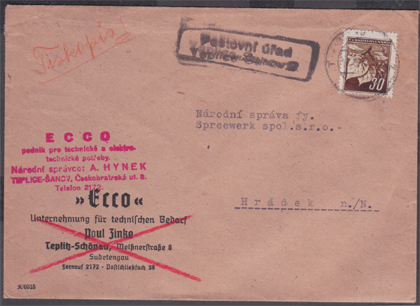 Tiskopis!
Poštovní úřad
Teplice-Šanov 2
30
Národní správa fy.
Spreewerk spol.s.r.o.-
Hrádek n./N.
ECCO
podnik pro technické a elektro-
technické potřeby.
Národní správce: A. HYNEK
TEPLICE-ŠANOV, Českobratrská ul. 8.
Telefon 2172.
»Ecco«
Unternehmung für technischen Bedarf
Paul Zinke
Teplitz-Schönau, Meißnerstraße 8
Sudetengau
Fernruf 2172 - Postschließfach 38